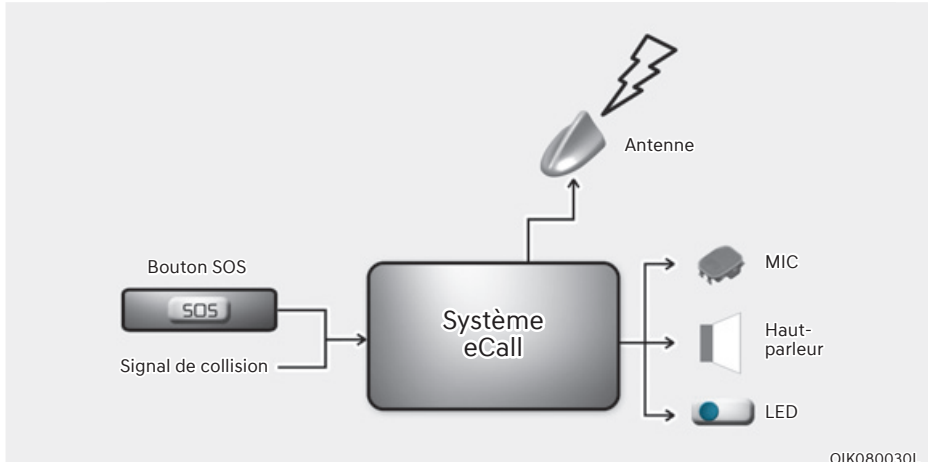 Antenne
Bouton SOS
SOS
Signal de collision
Système
eCall
MIC
Haut-
parleur
LED
OIK080030L